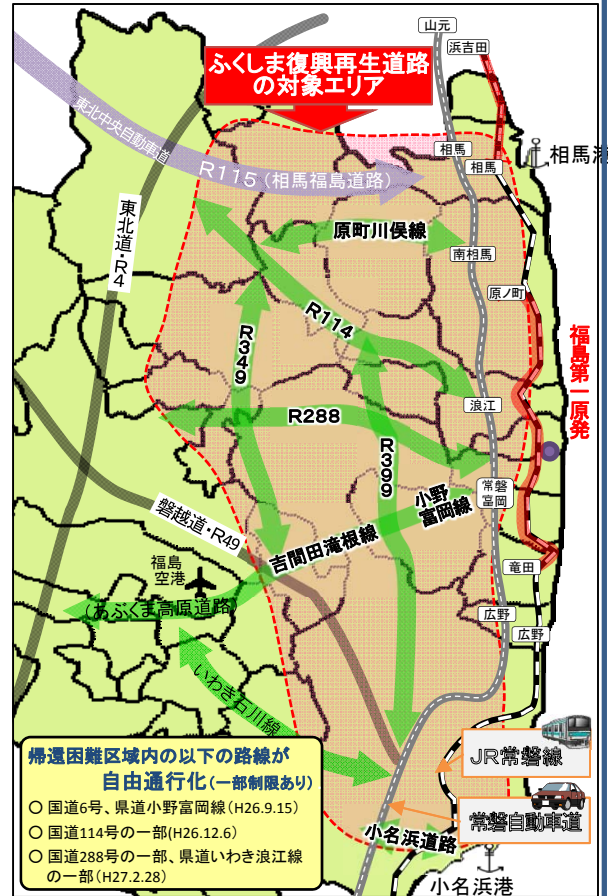 山元
浜吉田
ふくしま復興再生道路
の対象エリア
東北中央自動車道
R115（相馬福島道路）
相馬
相馬
相馬港
東北道・R4
原町川俣線
南相馬
原ノ町
R114
R349
福島第一原発
浪江
R288
R399
常磐
富岡
小野
富岡線
磐越道・R49
吉間田滝根線
竜田
福島
空港
（あぶくま高原道路）
広野
広野
いわき石川線
帰還困難区域内の以下の路線が
自由通行化（一部制限あり）
○ 国道6号、県道小野富岡線（H26.9.15）
○ 国道114号の一部（H26.12.6）
○ 国道288号の一部、県道いわき浪江線
の一部（H27.2.28）
JR常磐線
常磐自動車道
小名浜道路
小名浜港